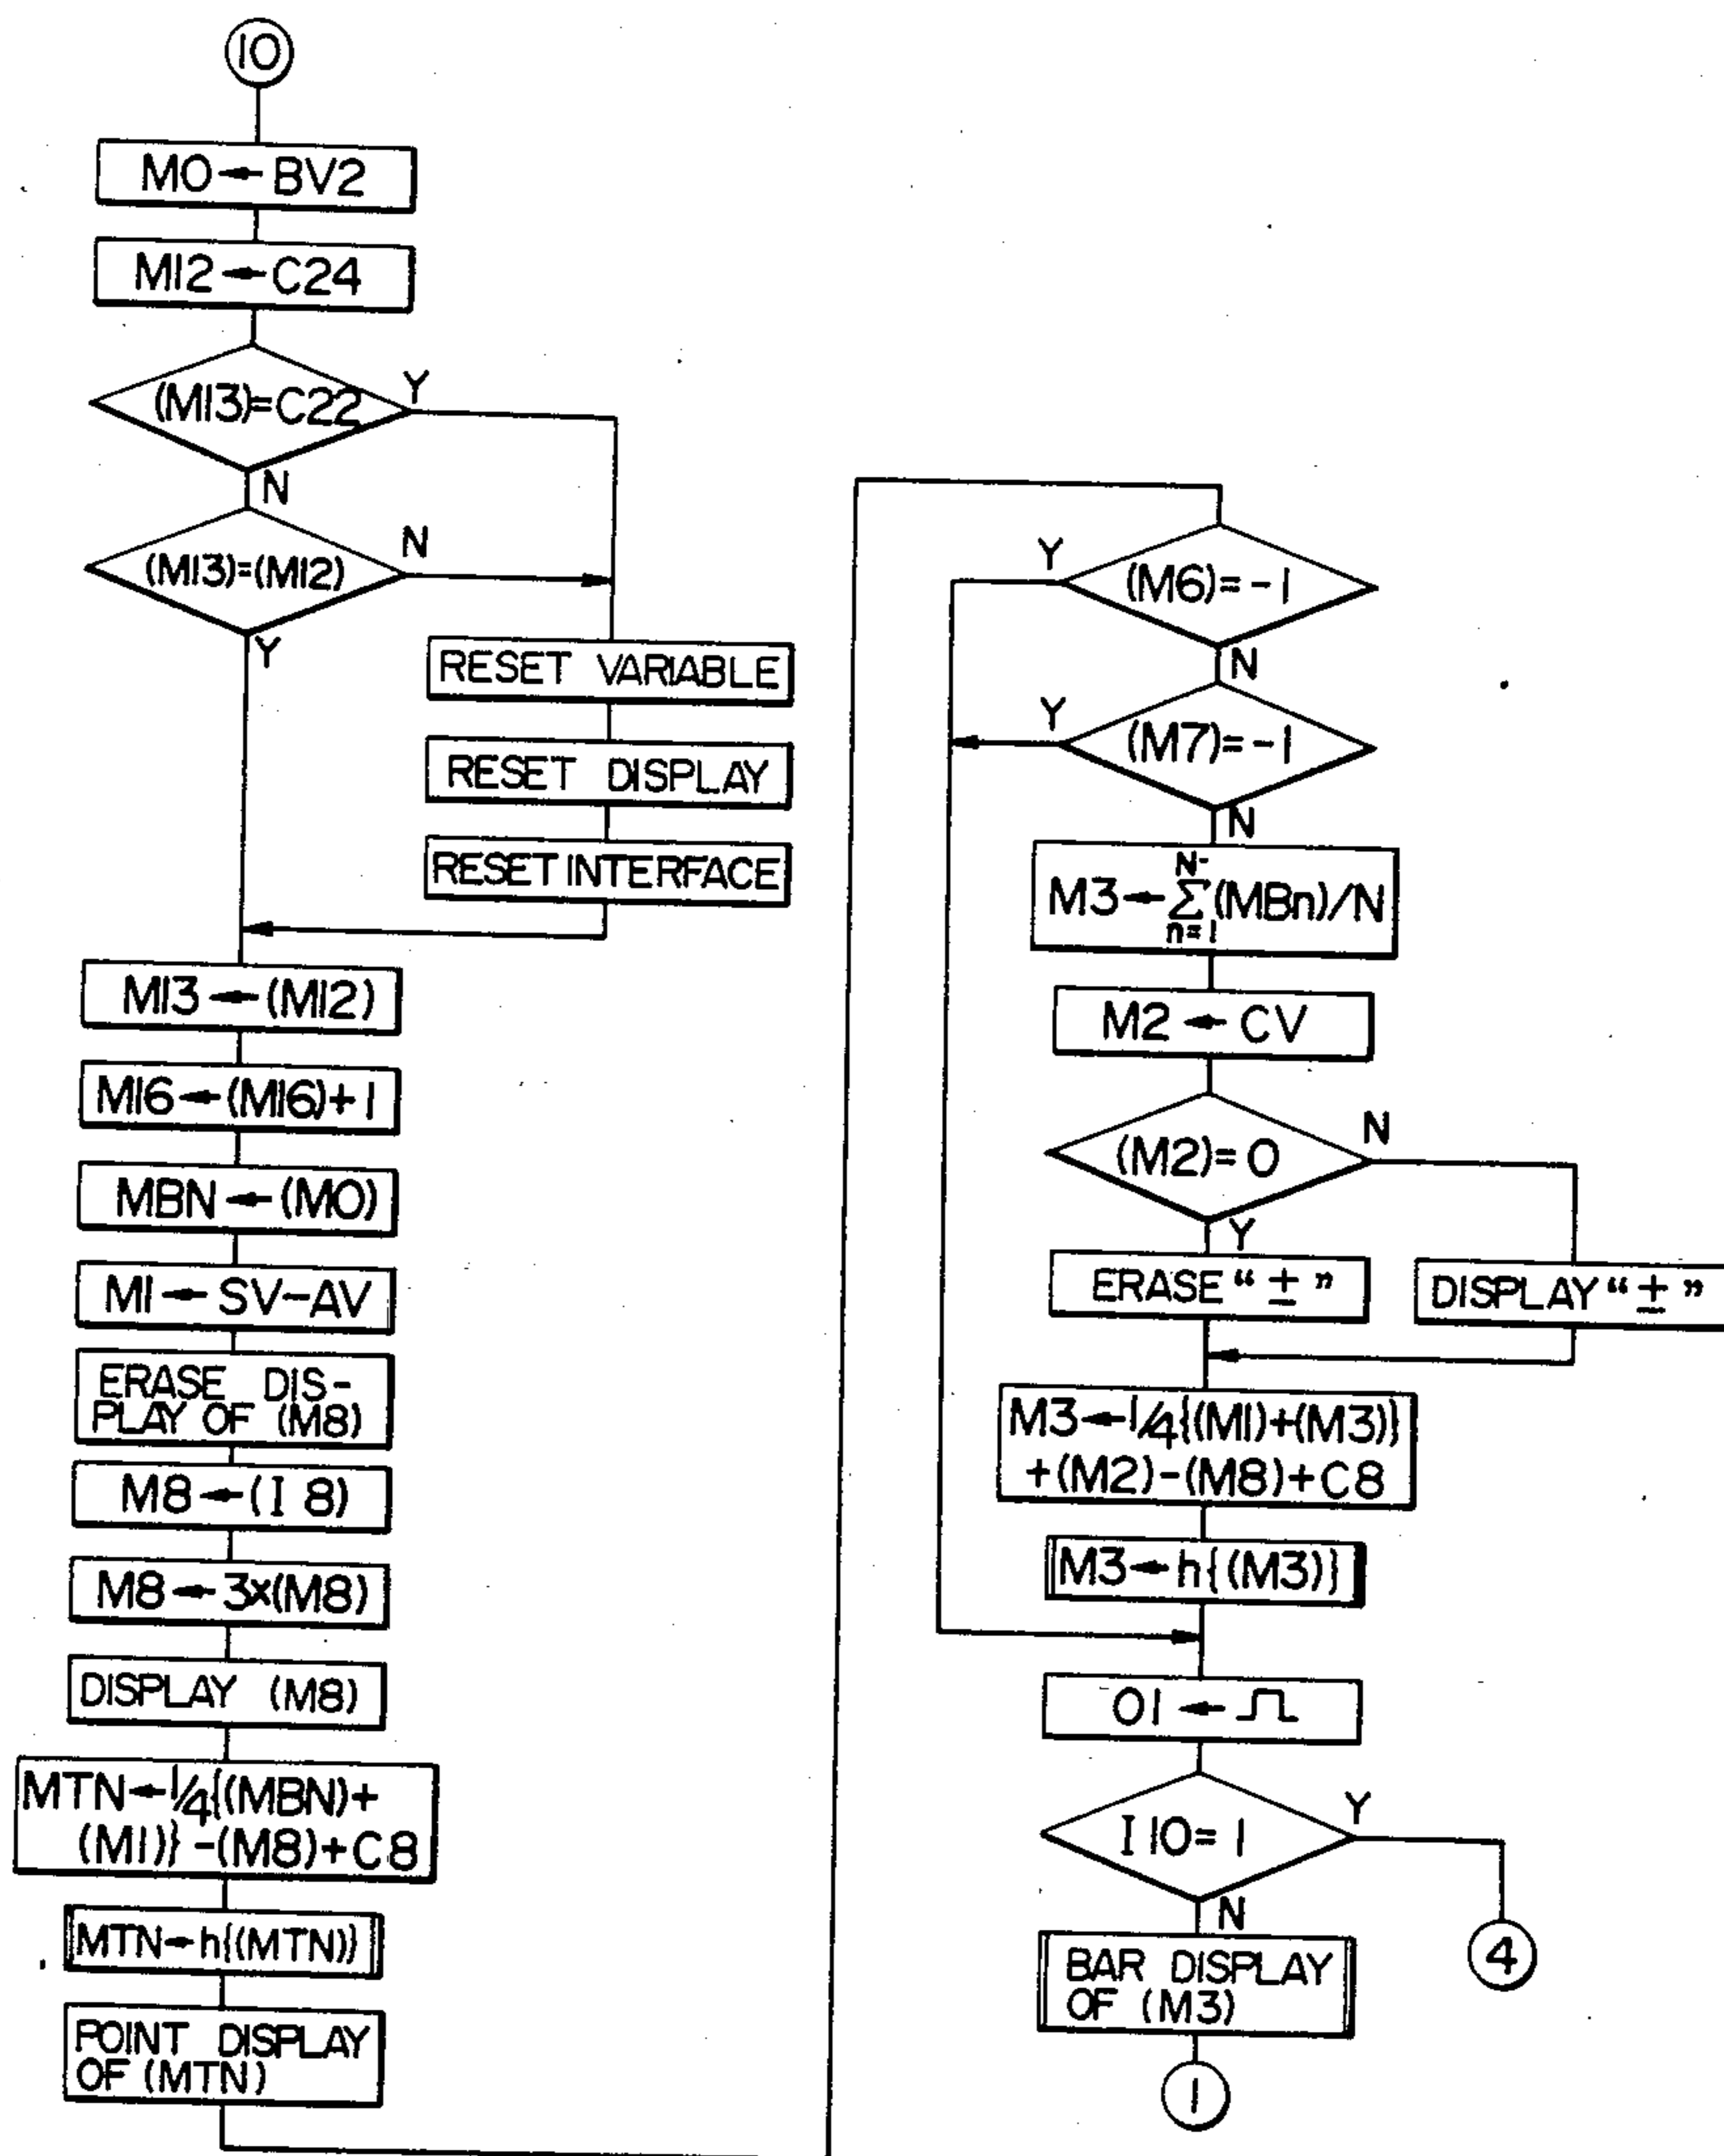 10
M0←BV2
M12←C24
(M13)=C22
Y
N
(M13)=(M12)
N
Y
RESET VARIABLE
RESET DISPLAY
RESET INTERFACE
M13←(M12)
M16←(M16)+1
MBN←(M0)
M1←SV-AV
ERASE DIS-
PLAY OF (M8)
M8←(I8)
M8←3x(M8)
DISPLAY (M8)
MTN←1/4{(MBN)+
(M1)}-(M8)+C8
MTN←h{(MTN)}
POINT DISPLAY
OF (MTN)
(M6)=-1
Y
N
(M7)=-1
Y
N
N
M3←Σ(MBn)/N
n=1
M2←CV
(M2)=0
N
Y
ERASE“±”
DISPLAY“±”
M3←1/4{(M1)+(M3)}
+(M2)-(M8)+C8
M3←h{(M3)}
O1←⎍
I10=1
Y
N
4
BAR DISPLAY
OF (M3)
1